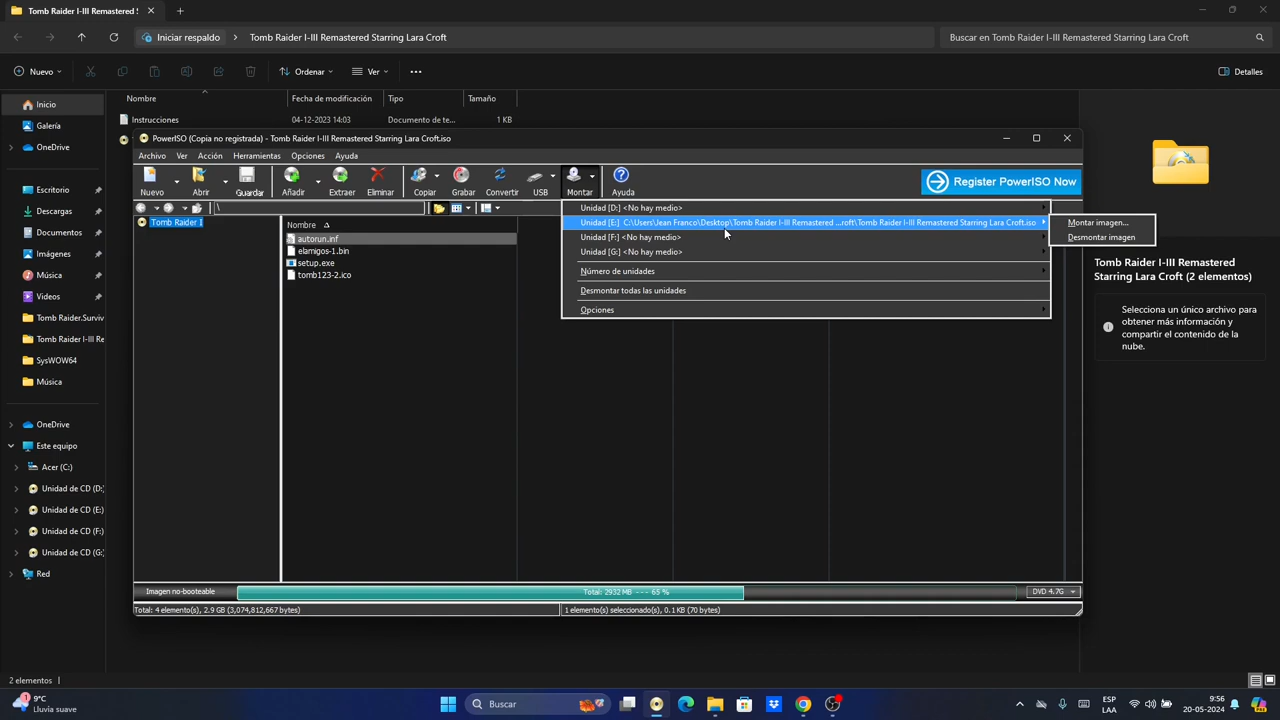 Tomb Raider I-III Remastered S
Iniciar respaldo
Tomb Raider I-III Remastered Starring Lara Croft
Buscar en Tomb Raider I-III Remastered Starring Lara Croft
Nuevo
Ordenar
Ver
Detalles
Inicio
Galería
OneDrive
Escritorio
Descargas
Documentos
Imágenes
Música
Videos
Tomb Raider.Surviv
Tomb Raider I-III Re
SysWOW64
Música
OneDrive
Este equipo
Acer (C:)
Unidad de CD (D:)
Unidad de CD (E:)
Unidad de CD (F:)
Unidad de CD (G:)
Red
Nombre
Fecha de modificación
Tipo
Tamaño
Instrucciones
04-12-2023 14:03
Documento de te...
1 KB
PowerISO (Copia no registrada) - Tomb Raider I-III Remastered Starring Lara Croft.iso
Archivo Ver Acción Herramientas Opciones Ayuda
Nuevo Abrir Guardar Añadir Extraer Eliminar Copiar Grabar Convertir USB Montar Ayuda
Register PowerISO Now
\
Tomb Raider I
Nombre
autorun.inf
elamigos-1.bin
setup.exe
tomb123-2.ico
Unidad [D:] <No hay medio>
Unidad [E:] C:\Users\Jean Franco\Desktop\Tomb Raider I-III Remastered ...roft\Tomb Raider I-III Remastered Starring Lara Croft.iso
Unidad [F:] <No hay medio>
Unidad [G:] <No hay medio>
Número de unidades
Desmontar todas las unidades
Opciones
Montar imagen...
Desmontar imagen
Imagen no-booteable
Total: 2932 MB --- 65 %
DVD 4.7G
Total: 4 elemento(s), 2.9 GB (3,074,812,667 bytes)
1 elemento(s) seleccionado(s), 0.1 KB (70 bytes)
Tomb Raider I-III Remastered
Starring Lara Croft (2 elementos)
Selecciona un único archivo para
obtener más información y
compartir el contenido de la
nube.
2 elementos
1
9°C
Lluvia suave
Buscar
ESP
LAA
9:56
20-05-2024